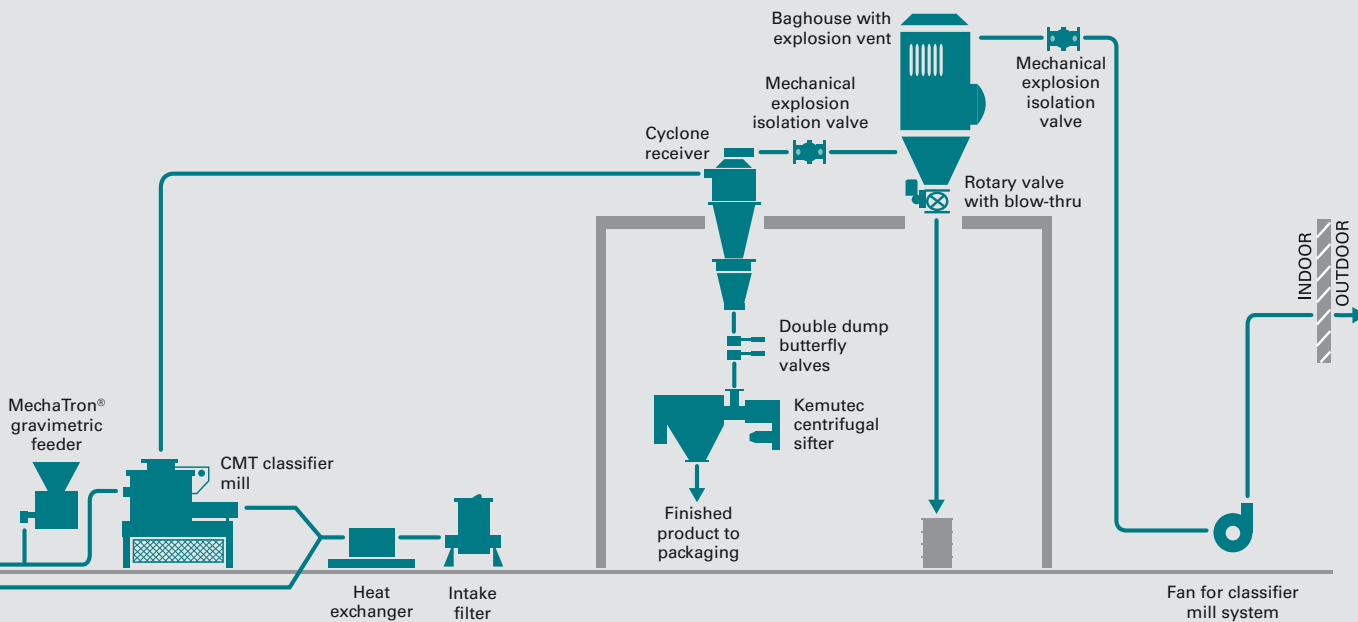 Baghouse with
explosion vent
Mechanical
explosion
isolation
valve
Mechanical
explosion
isolation valve
Cyclone
receiver
Rotary valve
with blow-thru
INDOOR
OUTDOOR
Double dump
butterfly
valves
MechaTron®
gravimetric
feeder
Kemutec
centrifugal
sifter
CMT classifier
mill
Finished
product to
packaging
Heat
exchanger
Intake
filter
Fan for classifier
mill system